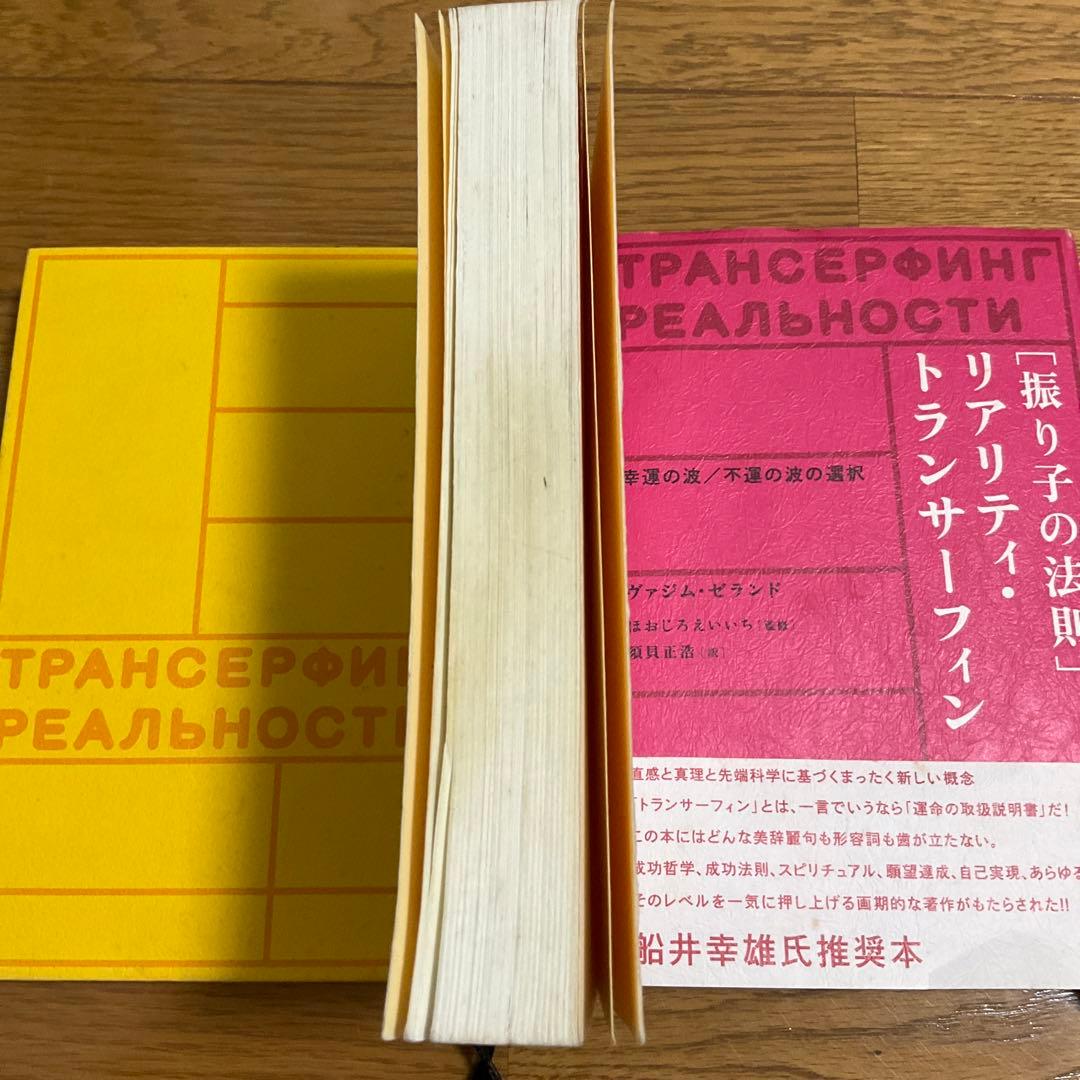 ТРАНСЕРФИНГ
РЕАЛЬНОСТИ
[振り子の法則]
リアリティ・
トランサーフィン
幸運の波／不運の波の選択
ヴァジム・ゼランド
ほおじろえいいち[監修]
須貝正浩[訳]
直感と真理と先端科学に基づくまったく新しい概念
「トランサーフィン」とは、一言でいうなら「運命の取扱説明書」だ!
この本にはどんな美辞麗句も形容詞も歯が立たない。
成功哲学、成功法則、スピリチュアル、願望達成、自己実現、あらゆる
そのレベルを一気に押し上げる画期的な著作がもたらされた!!
船井幸雄氏推奨本
ТРАНСЕРФИ
РЕАЛЬНОСТ